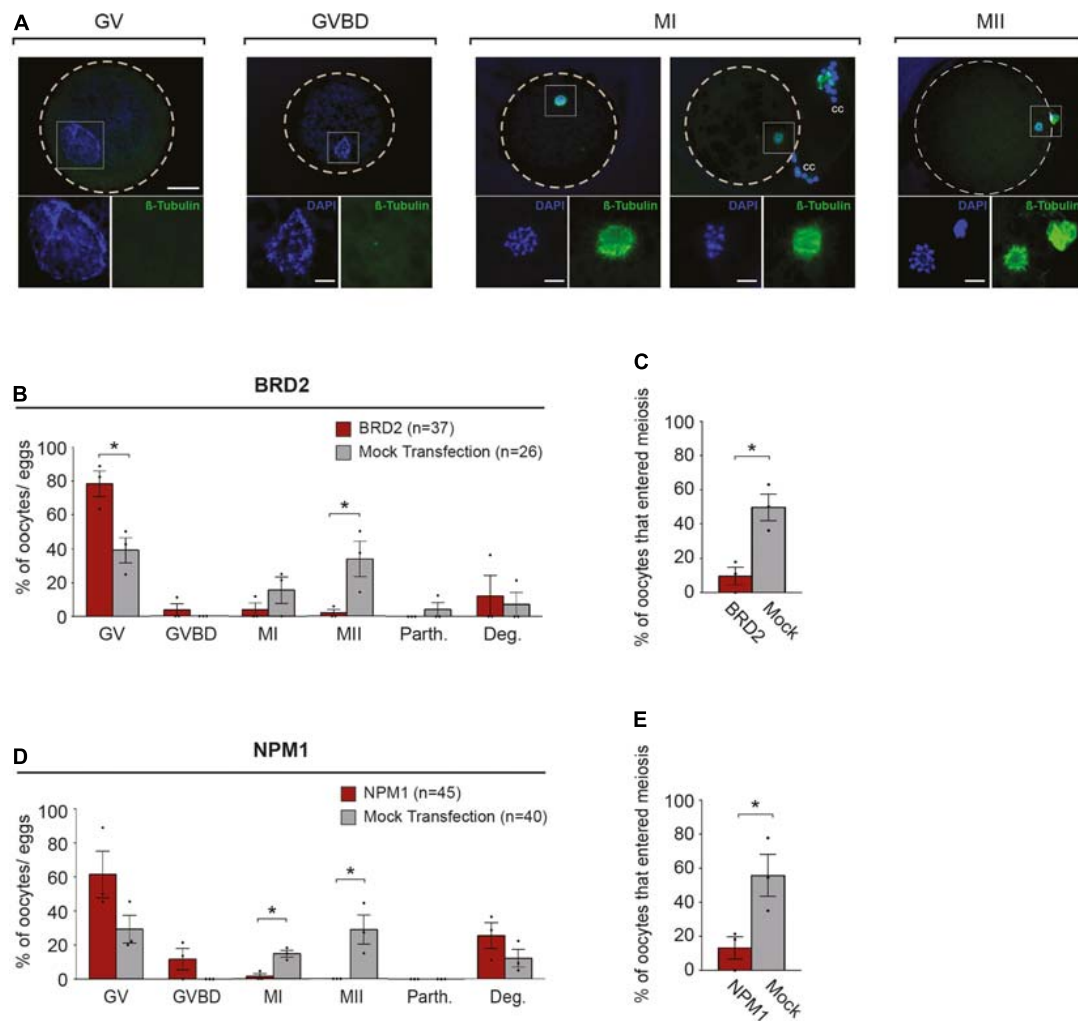 A
GV GVBD MI MII
cc
cc
ß-Tubulin DAPI ß-Tubulin DAPI ß-Tubulin DAPI ß-Tubulin DAPI ß-Tubulin
B BRD2
BRD2 (n=37)
Mock Transfection (n=26)
% of oocytes/ eggs
100
80
60
40
20
0
* *
GV GVBD MI MII Parth. Deg.
C
% of oocytes that entered meiosis
100
80
60
40
20
0
*
BRD2 Mock
D NPM1
NPM1 (n=45)
Mock Transfection (n=40)
% of oocytes/ eggs
100
80
60
40
20
0
* *
GV GVBD MI MII Parth. Deg.
E
% of oocytes that entered meiosis
100
80
60
40
20
0
*
NPM1 Mock